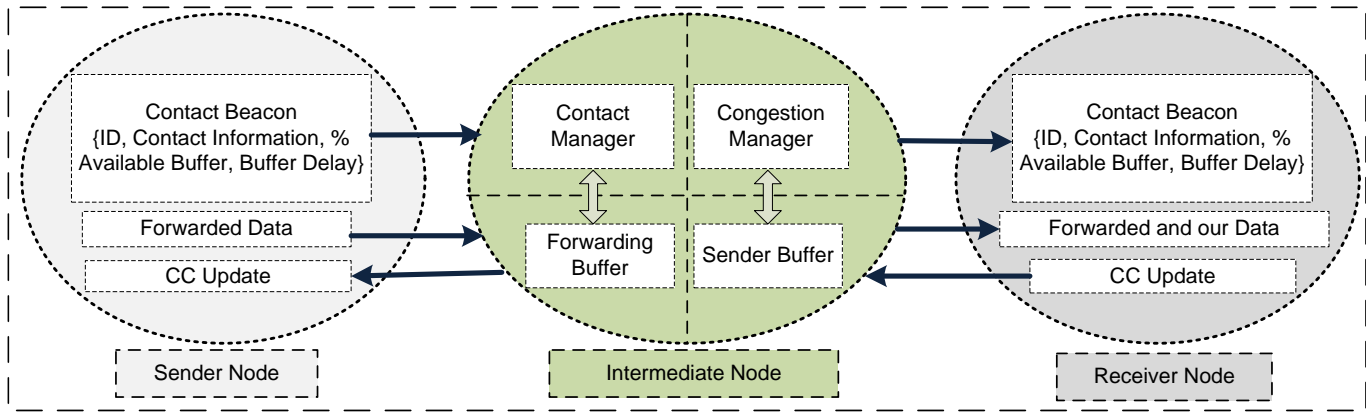 Contact Beacon
{ID, Contact Information, %
Available Buffer, Buffer Delay}
Forwarded Data
CC Update
Sender Node
Contact
Manager
Congestion
Manager
Forwarding
Buffer
Sender Buffer
Intermediate Node
Contact Beacon
{ID, Contact Information, %
Available Buffer, Buffer Delay}
Forwarded and our Data
CC Update
Receiver Node